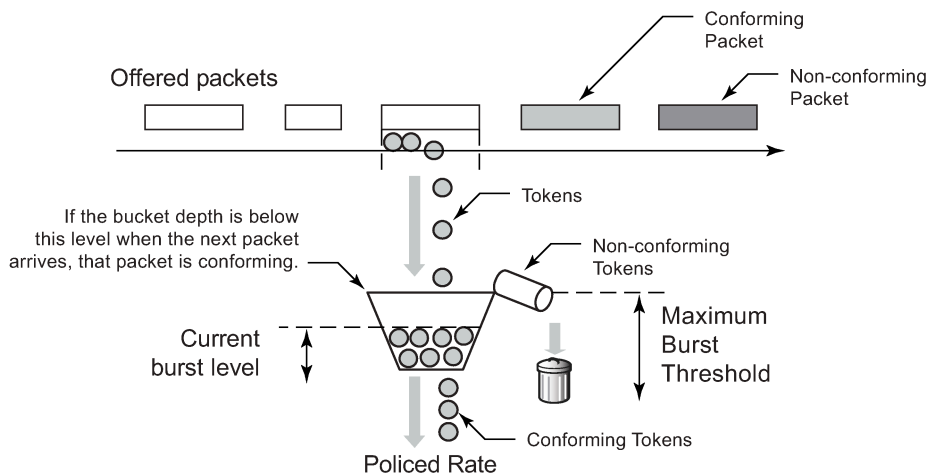 Conforming
Packet
Offered packets
Non-conforming
Packet
Tokens
If the bucket depth is below
this level when the next packet
arrives, that packet is conforming.
Non-conforming
Tokens
Current
burst level
Maximum
Burst
Threshold
Conforming Tokens
Policed Rate